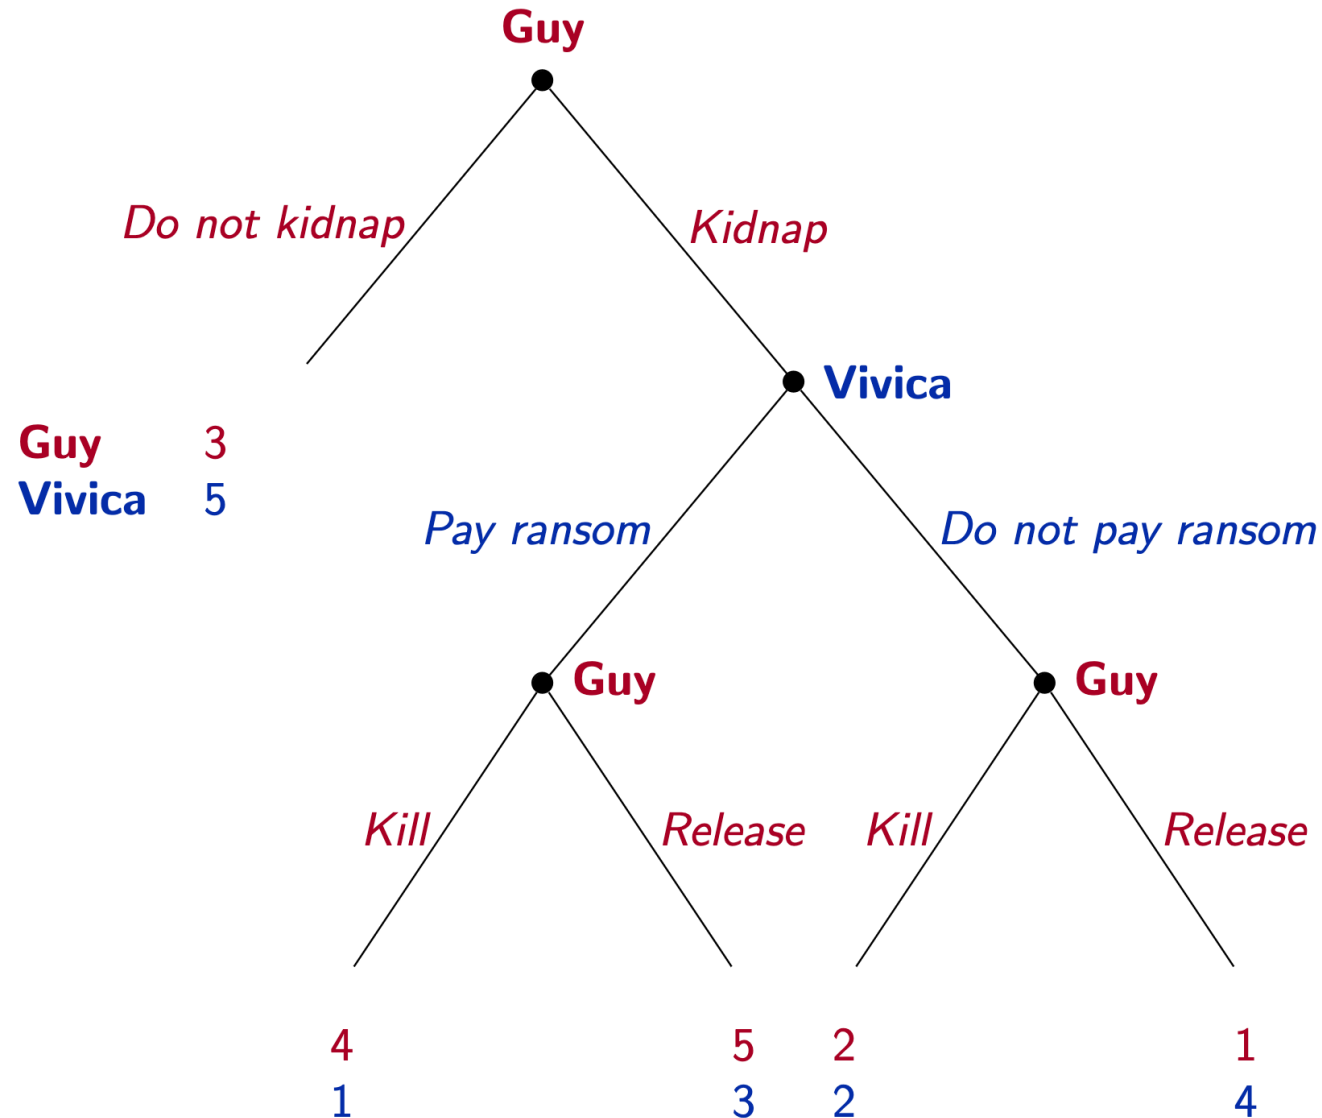 Guy
Do not kidnap
Kidnap
Vivica
Guy 3
Vivica 5
Pay ransom
Do not pay ransom
Guy
Guy
Kill
Release
Kill
Release
4 5 2 1
1 3 2 4